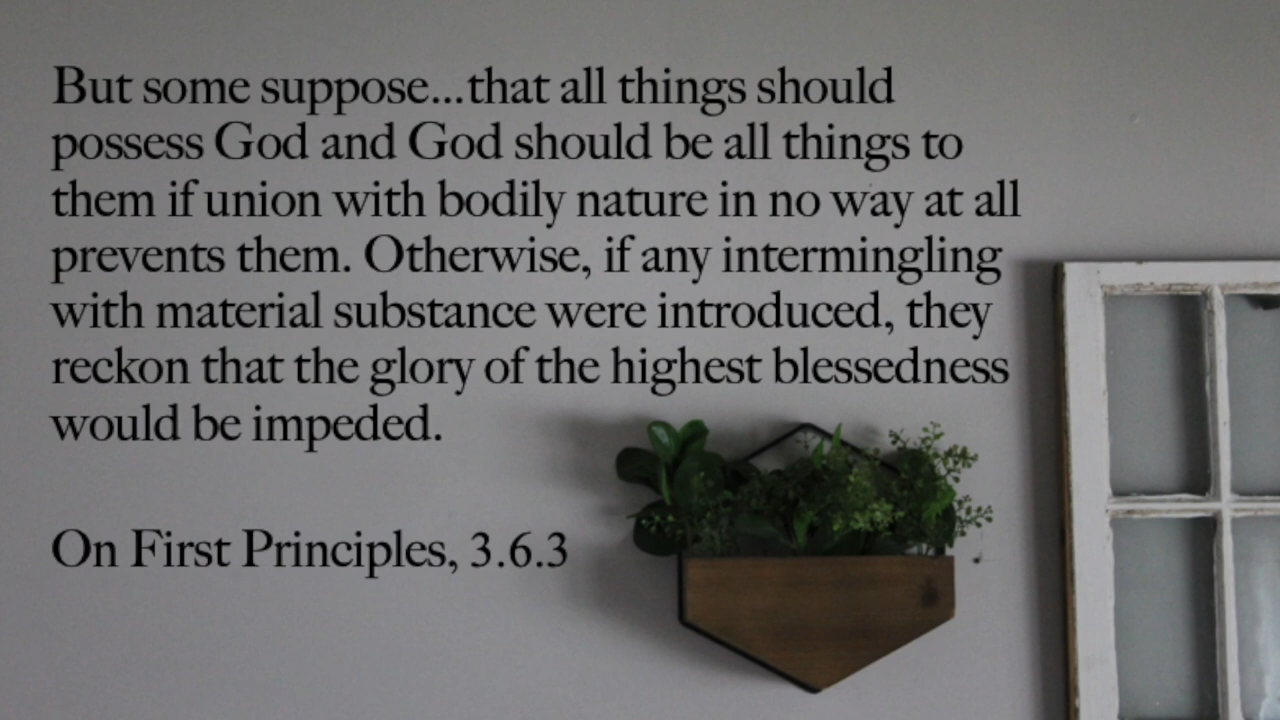 But some suppose...that all things should
possess God and God should be all things to
them if union with bodily nature in no way at all
prevents them. Otherwise, if any intermingling
with material substance were introduced, they
reckon that the glory of the highest blessedness
would be impeded.
On First Principles, 3.6.3